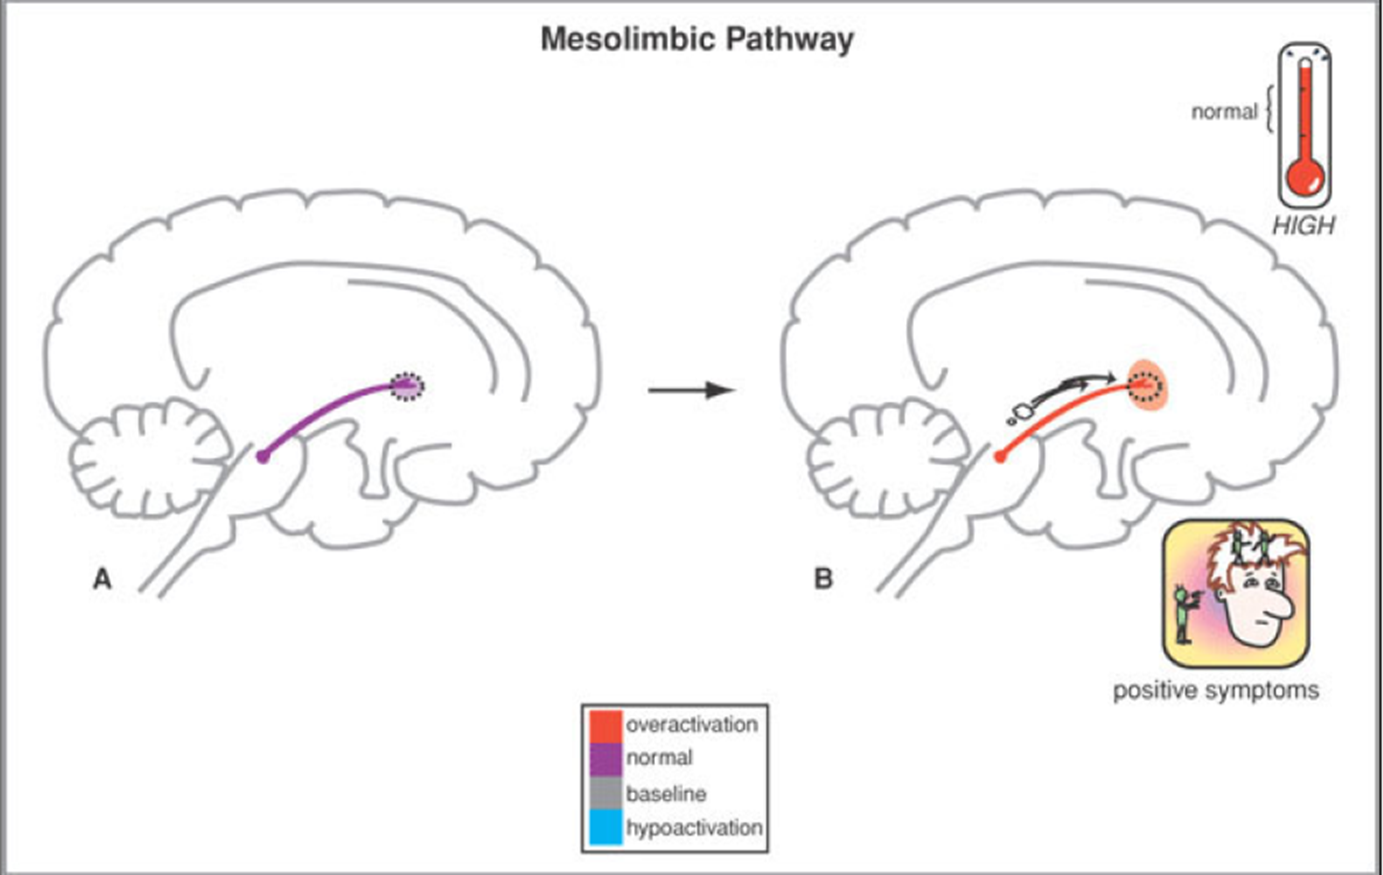 Mesolimbic Pathway
normal
HIGH
A
B
positive symptoms
overactivation
normal
baseline
hypoactivation